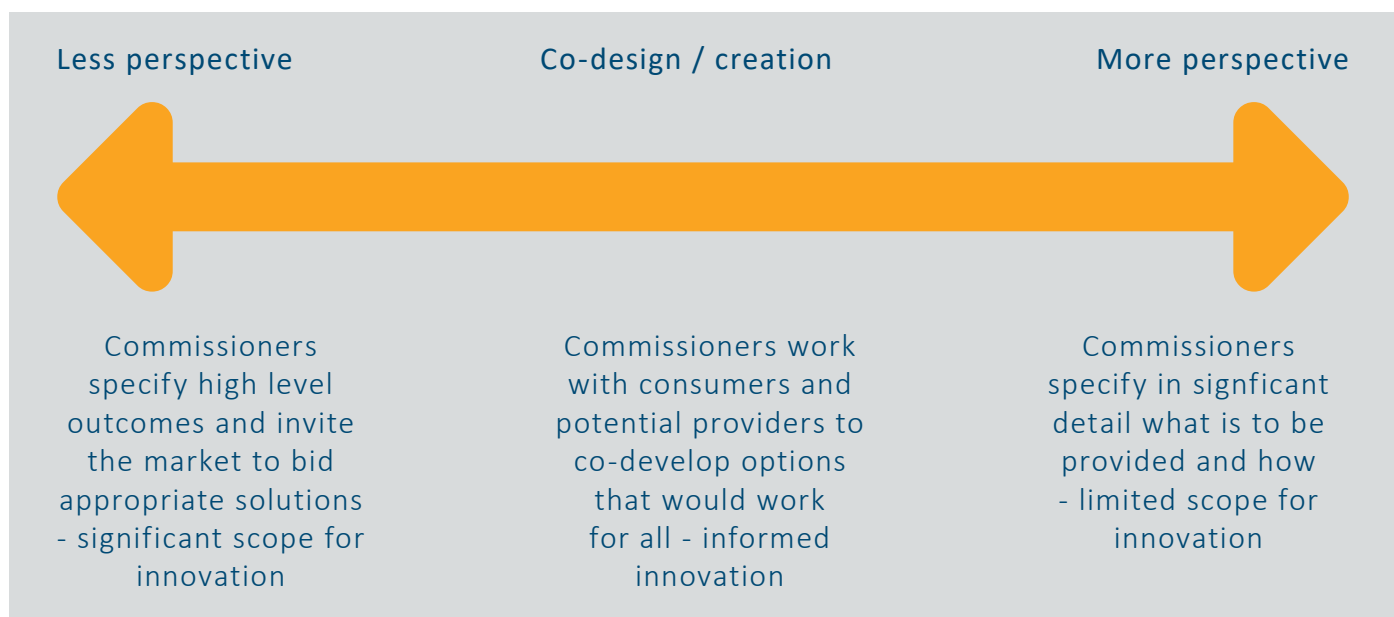 Less perspective
Co-design / creation
More perspective
Commissioners
specify high level
outcomes and invite
the market to bid
appropriate solutions
- significant scope for
innovation
Commissioners work
with consumers and
potential providers to
co-develop options
that would work
for all - informed
innovation
Commissioners
specify in signficant
detail what is to be
provided and how
- limited scope for
innovation